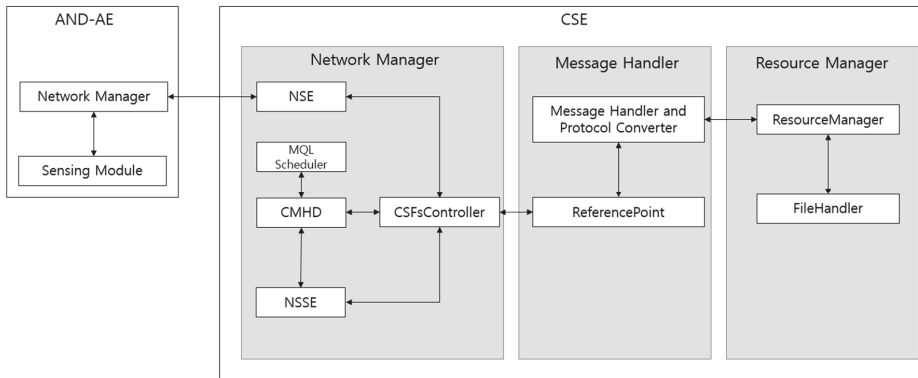 AND-AE
Network Manager
Sensing Module
CSE
Network Manager
NSE
MQL
Scheduler
CMHD
CSFsController
NSSE
Message Handler
Message Handler and
Protocol Converter
ReferencePoint
Resource Manager
ResourceManager
FileHandler